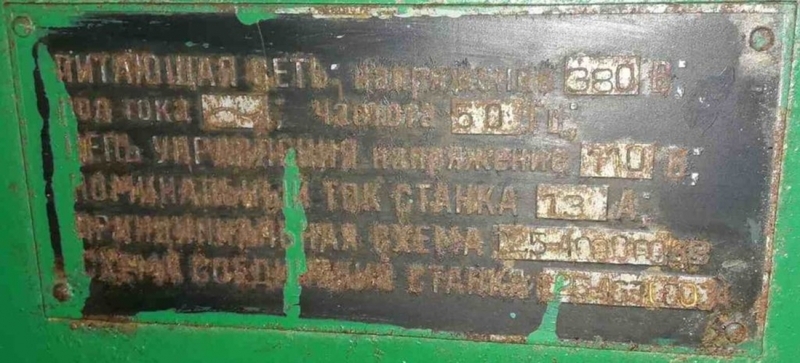 ПИТАЮЩАЯ СЕТЬ; напряжение 380 В;
род тока ~; частота 50 Гц;
ЦЕПЬ УПРАВЛЕНИЯ напряжение 110 В;
НОМИНАЛЬНЫЙ ТОК СТАНКА 13 А;
ПРИНЦИПИАЛЬНАЯ СХЕМА
СХЕМА СОЕДИНЕНИЙ СТАНКА